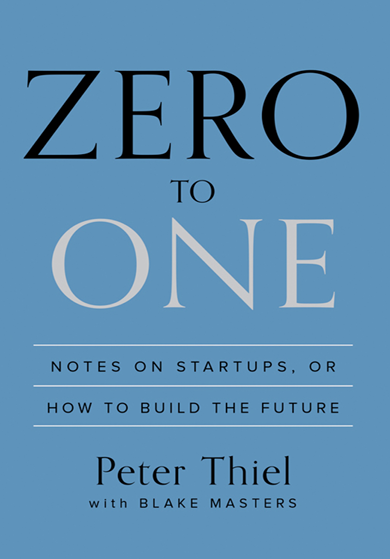 ZERO
TO
ONE
NOTES ON STARTUPS, OR
HOW TO BUILD THE FUTURE
Peter Thiel
with BLAKE MASTERS